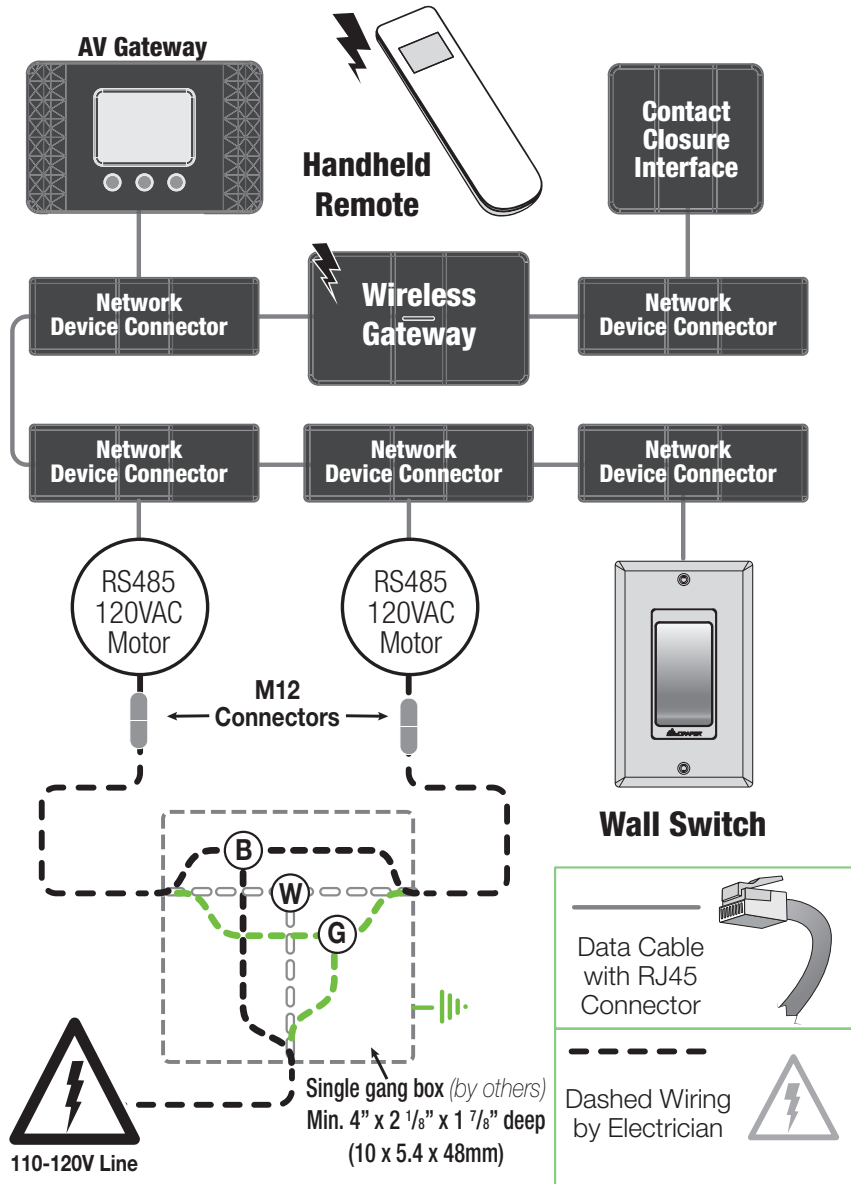 AV Gateway
Handheld
Remote
Contact
Closure
Interface
Network
Device Connector
Wireless
Gateway
Network
Device Connector
Network
Device Connector
Network
Device Connector
Network
Device Connector
RS485
120VAC
Motor
RS485
120VAC
Motor
DRAPER
M12
Connectors
Wall Switch
B
W
G
Data Cable
with RJ45
Connector
Single gang box (by others)
Min. 4” x 2 1/8” x 1 7/8” deep
(10 x 5.4 x 48mm)
Dashed Wiring
by Electrician
110-120V Line